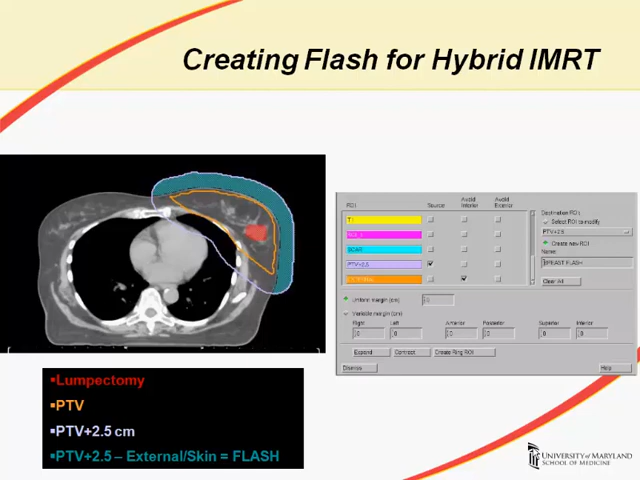 Creating Flash for Hybrid IMRT
ROI
Source
Avoid Interior
Avoid Exterior
PTV+2.5
Destination ROI:
Select ROI to modify
PTV+2.5
Create new ROI
Name:
BREAST FLASH
Clear All
Uniform margin (cm)
Variable margin (cm)
Right
Left
Anterior
Posterior
Superior
Inferior
Expand
Contract
Create Ring ROI
Dismiss
Help
▪Lumpectomy
▪PTV
▪PTV+2.5 cm
▪PTV+2.5 – External/Skin = FLASH
UNIVERSITY OF MARYLAND
SCHOOL OF MEDICINE